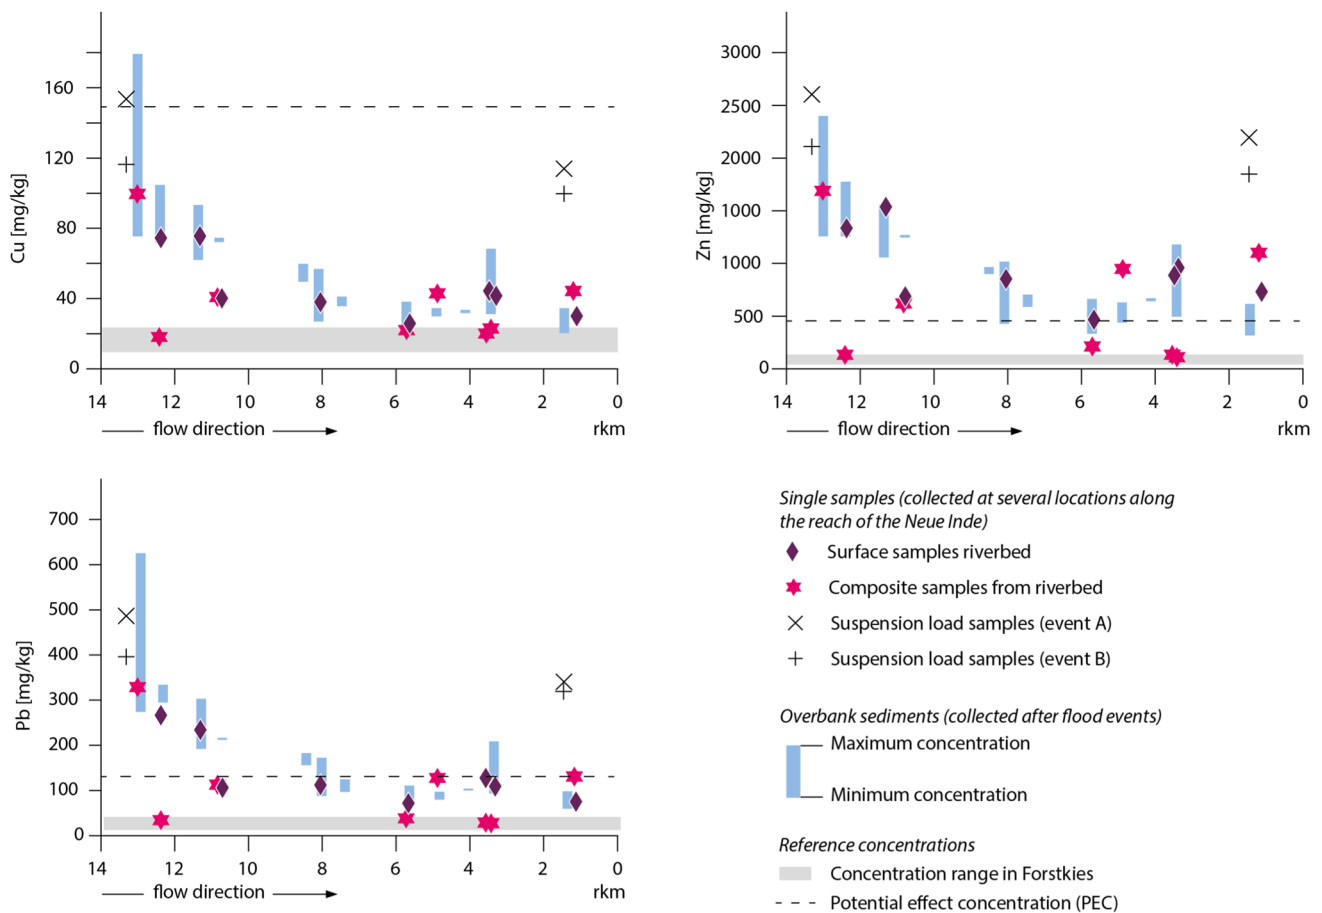 160
120
80
40
0
Cu [mg/kg]
14 12 10 8 6 4 2 0
flow direction
rkm
3000
2500
2000
1000
1000
500
0
Zn [mg/kg]
14 12 10 8 6 4 2 0
flow direction
rkm
700
600
500
400
300
200
100
0
Pb [mg/kg]
14 12 10 8 6 4 2 0
flow direction
rkm
Single samples (collected at several locations along
the reach of the Neue Inde)
Surface samples riverbed
Composite samples from riverbed
Suspension load samples (event A)
Suspension load samples (event B)
Overbank sediments (collected after flood events)
Maximum concentration
Minimum concentration
Reference concentrations
Concentration range in Forstkies
Potential effect concentration (PEC)